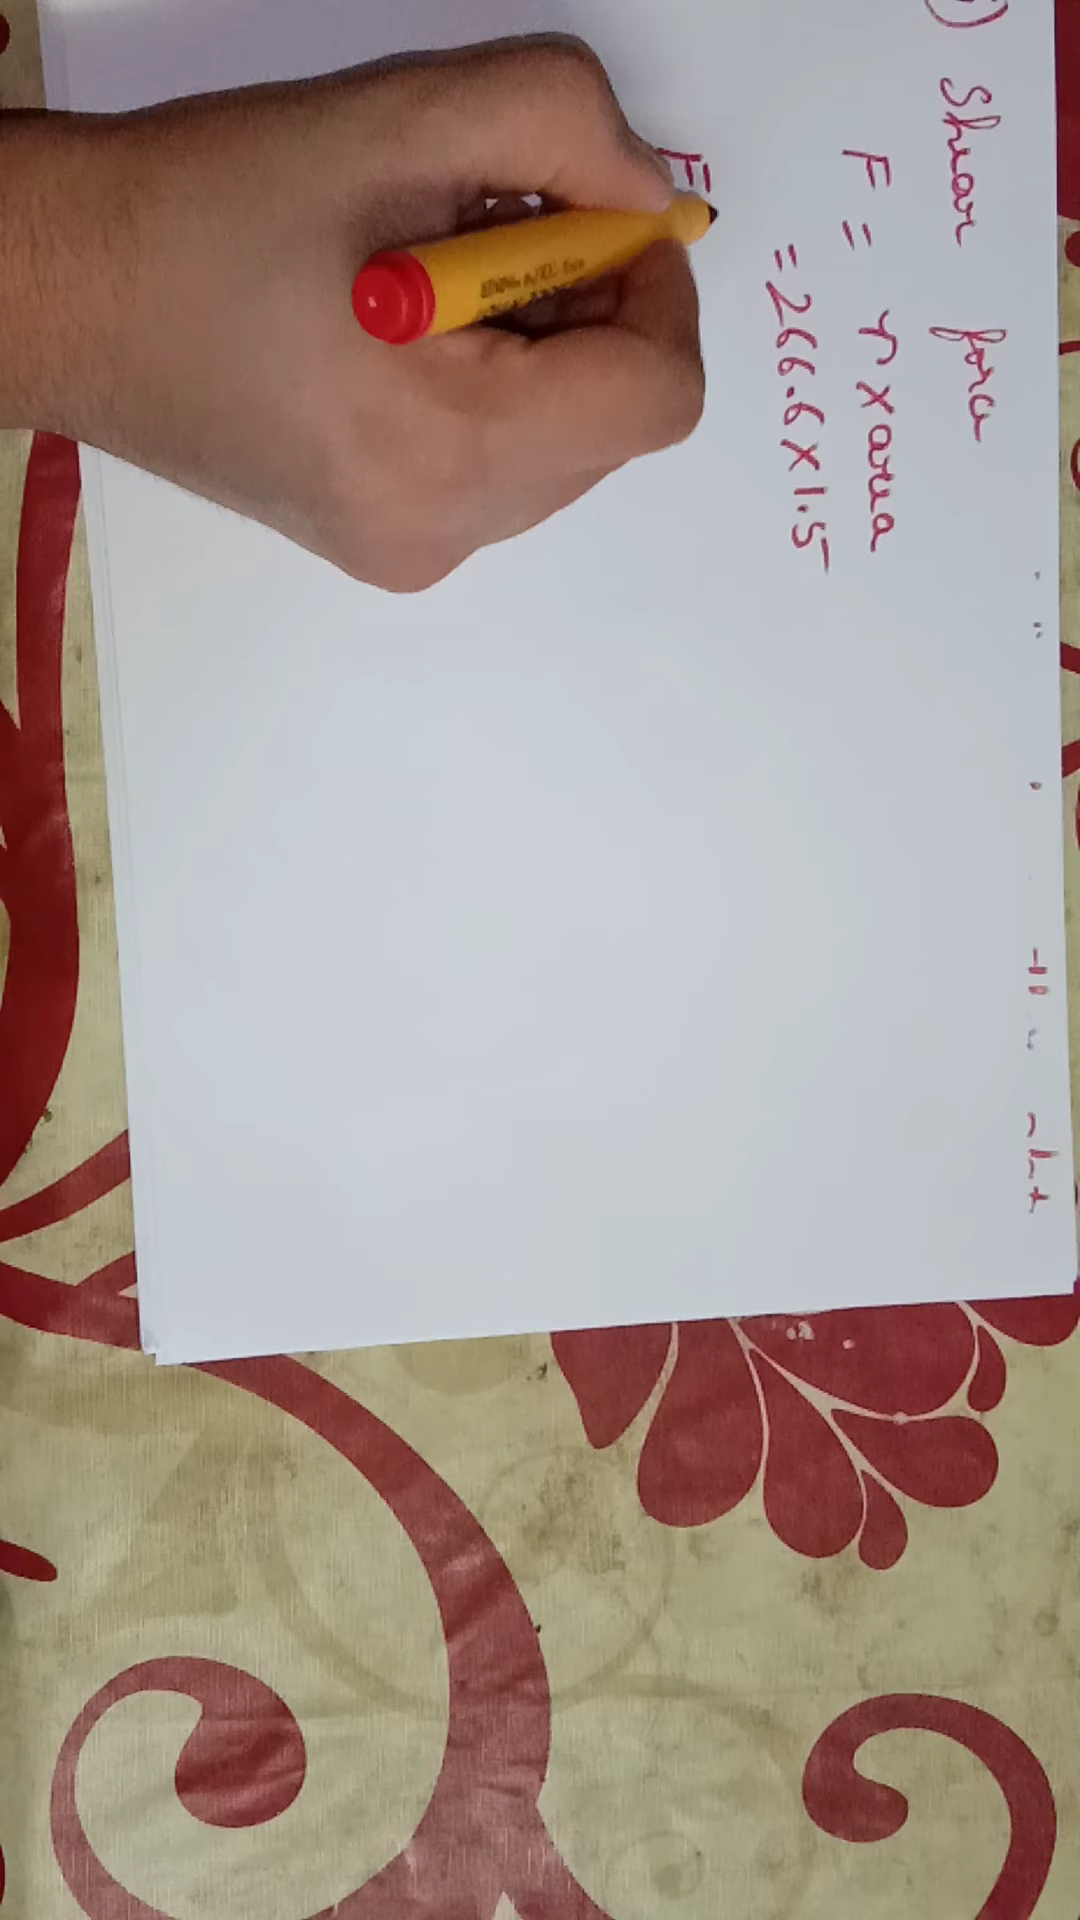 i) Shear force
F = τ × area
= 266.6 × 1.5
F